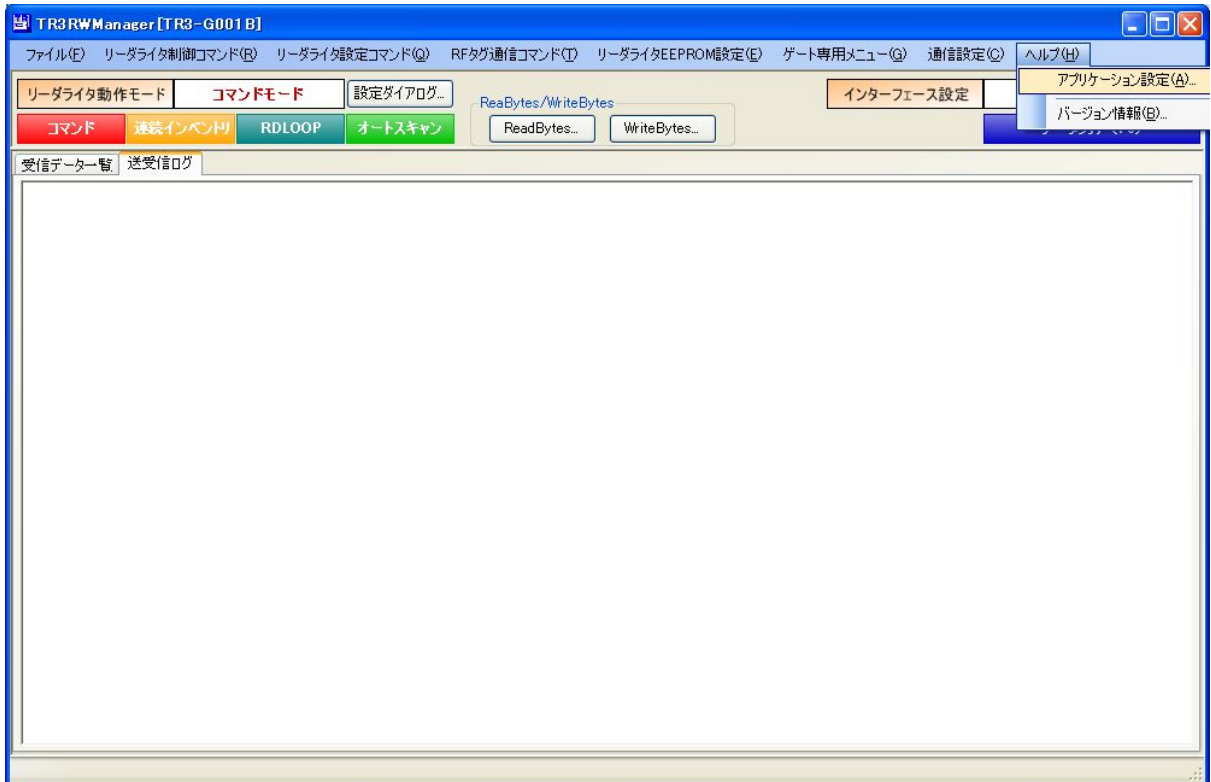 TR3RWManager[TR3-G001B]
ファイル(F) リーダライタ制御コマンド(R) リーダライタ設定コマンド(Q) RFタグ通信コマンド(T) リーダライタEEPROM設定(E) ゲート専用メニュー(G) 通信設定(C) ヘルプ(H)
アプリケーション設定(A)...
バージョン情報(B)...
リーダライタ動作モード コマンドモード 設定ダイアログ... ReaBytes/WriteBytes インターフェース設定
コマンド 連続インベントリ RDLOOP オートスキャン ReadBytes... WriteBytes...
受信データ一覧 送受信ログ